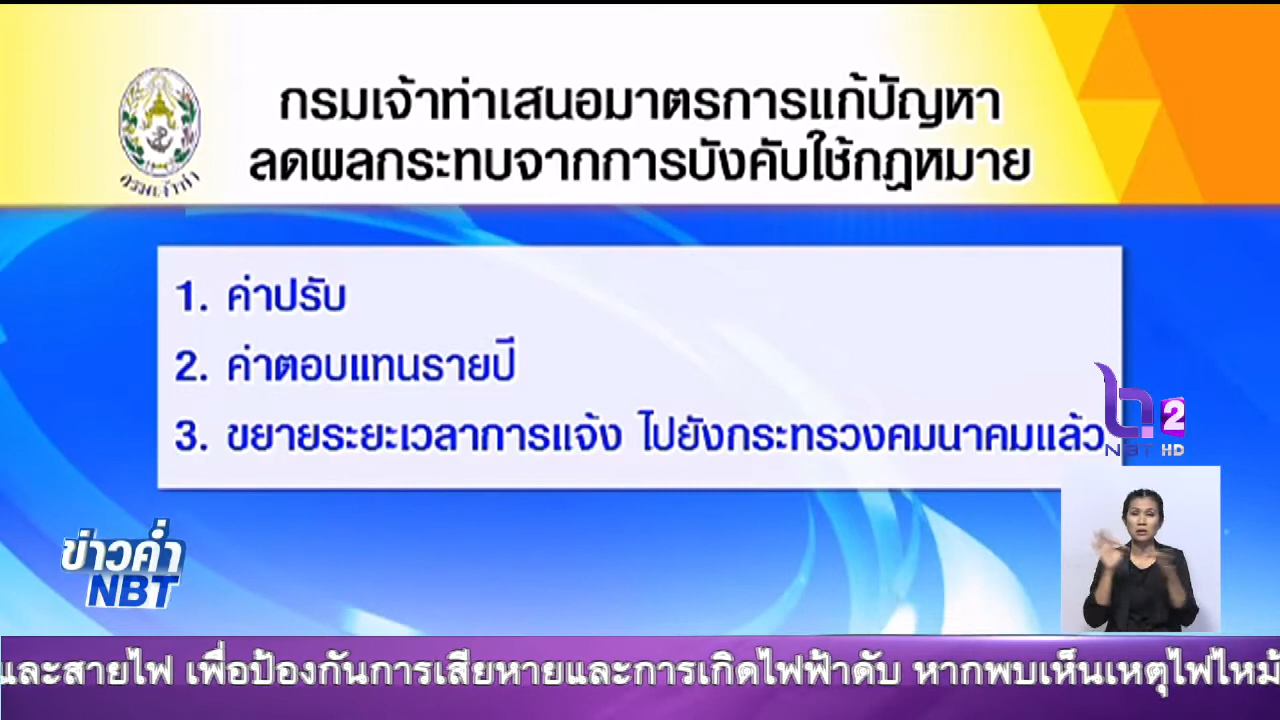 กรมเจ้าท่าเสนอมาตรการแก้ปัญหา
ลดผลกระทบจากการบังคับใช้กฎหมาย
กรมเจ้าท่า
1. ค่าปรับ
2. ค่าตอบแทนรายปี
3. ขยายระยะเวลาการแจ้ง ไปยังกระทรวงคมนาคมแล้ว
2
NBT HD
ข่าวค่ำ
NBT
และสายไฟ เพื่อป้องกันการเสียหายและการเกิดไฟฟ้าดับ หากพบเห็นเหตุไฟไหม้